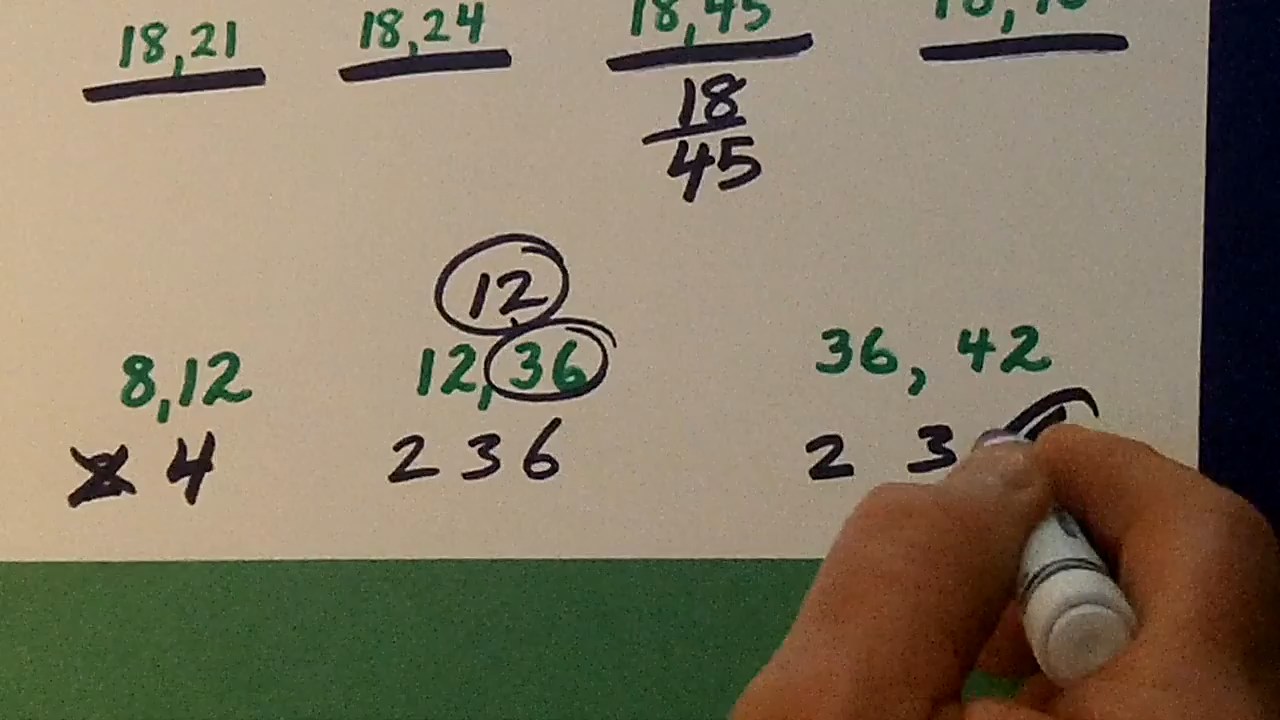 18,21 18,24 18,45
18
45
12
8,12 12,36 36, 42
4 2 3 6 2 3